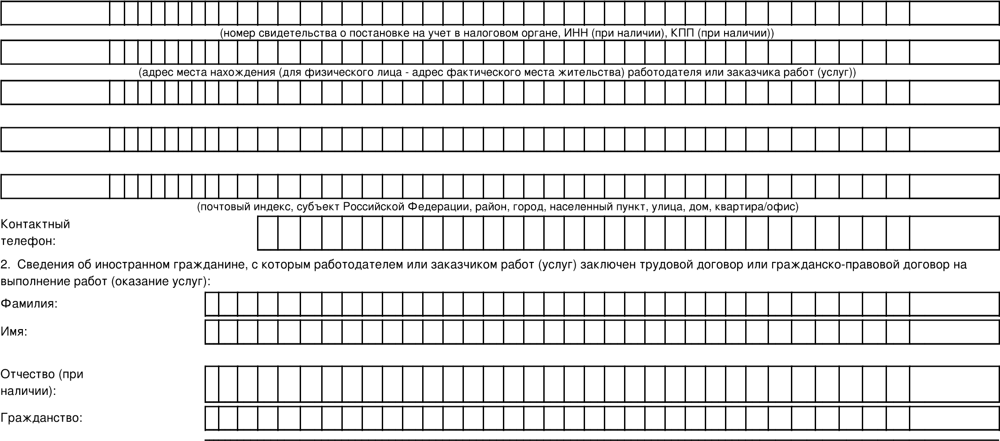 (номер свидетельства о постановке на учет в налоговом органе, ИНН (при наличии), КПП (при наличии))
(адрес места нахождения (для физического лица - адрес фактического места жительства) работодателя или заказчика работ (услуг))
(почтовый индекс, субъект Российской Федерации, район, город, населенный пункт, улица, дом, квартира/офис)
Контактный
телефон:
2.  Сведения об иностранном гражданине, с которым работодателем или заказчиком работ (услуг) заключен трудовой договор или гражданско-правовой договор на
выполнение работ (оказание услуг):
Фамилия:
Имя:
Отчество (при
наличии):
Гражданство: